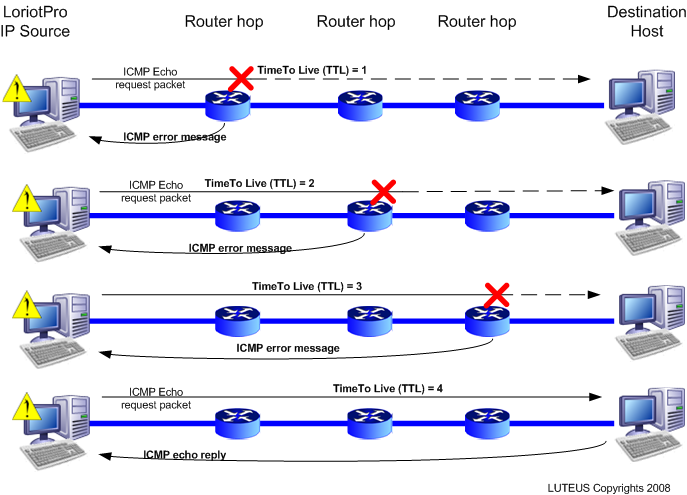 LoriotPro
IP Source
Router hop
Router hop
Router hop
Destination
Host
ICMP Echo
request packet
TimeTo Live (TTL) = 1
ICMP error message
ICMP Echo
request packet
TimeTo Live (TTL) = 2
ICMP error message
TimeTo Live (TTL) = 3
ICMP error message
ICMP Echo
request packet
TimeTo Live (TTL) = 4
ICMP echo reply
LUTEUS Copyrights 2008